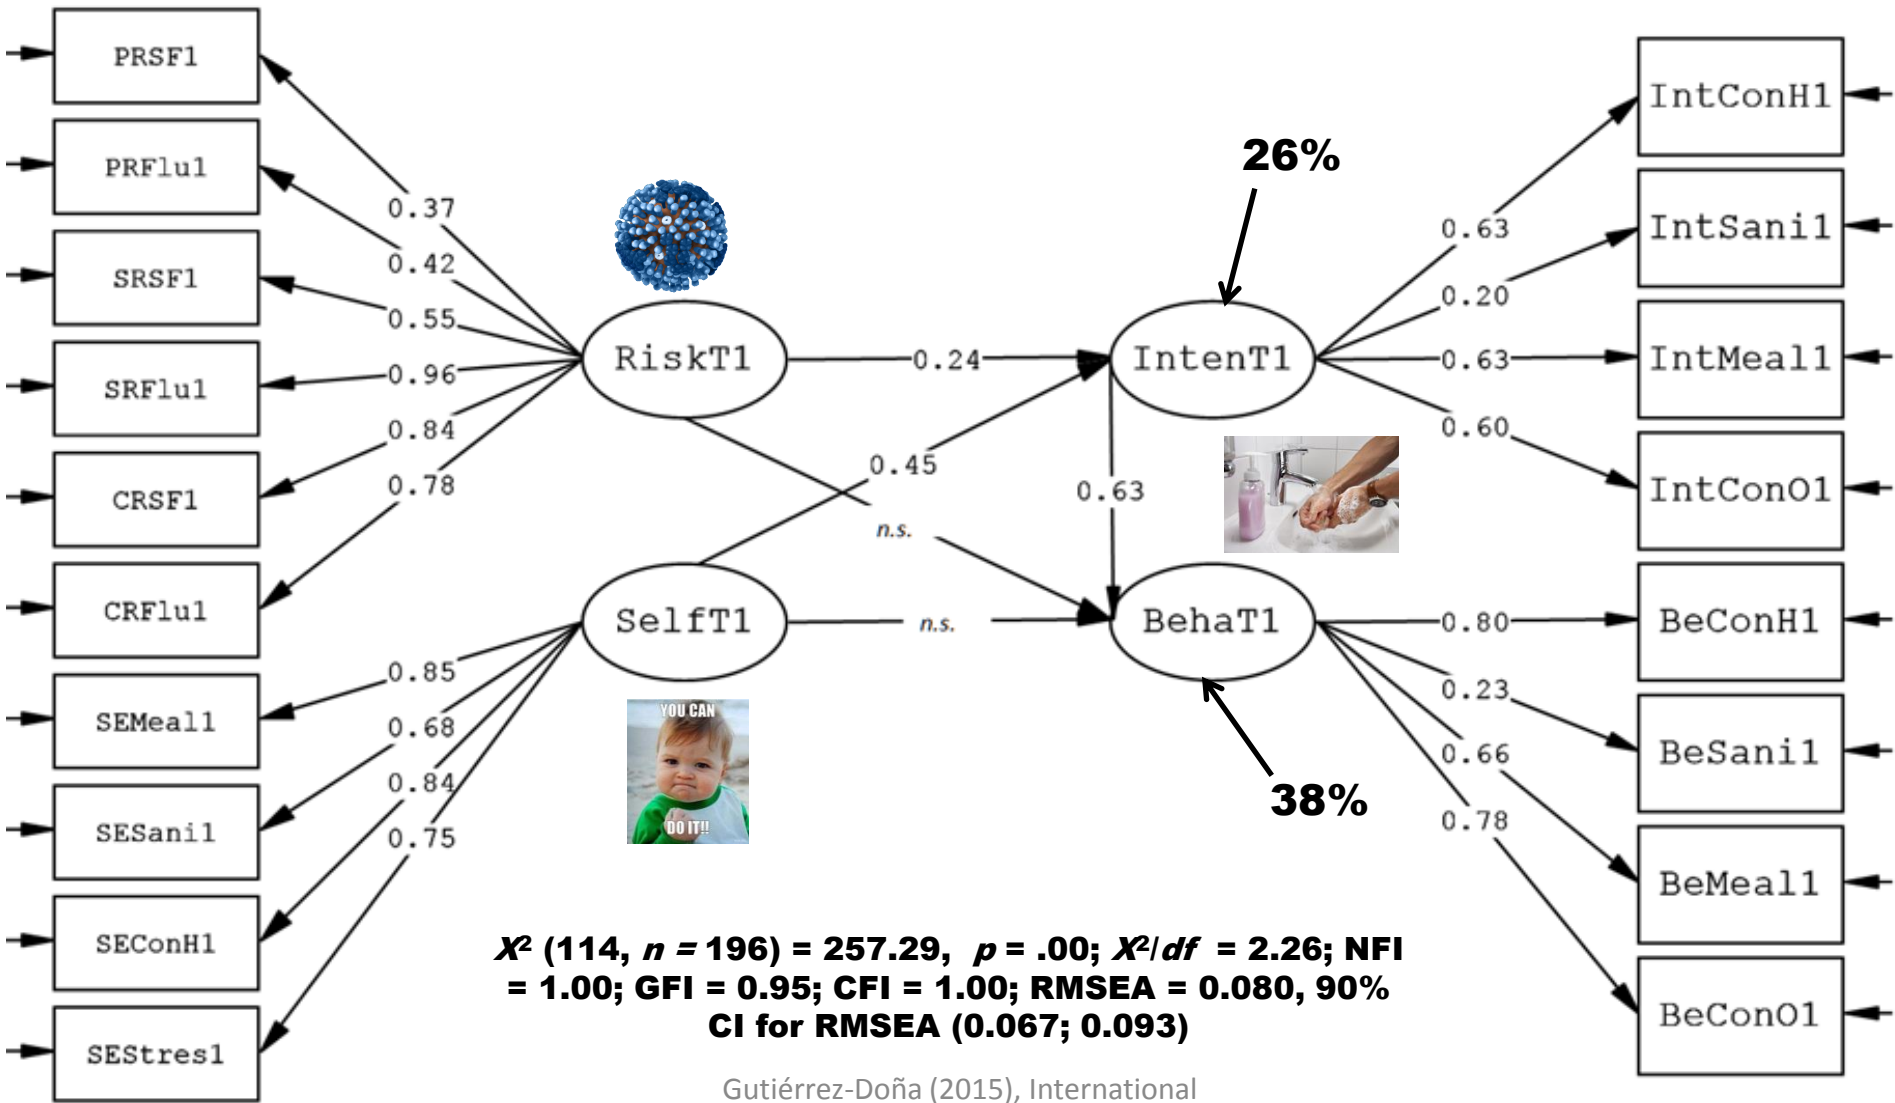 PRSF1
PRFlu1
SRSF1
SRFlu1
CRSF1
CRFlu1
SEMeal1
SESani1
SEConH1
SEStres1
0.37
0.42
0.55
0.96
0.84
0.78
0.85
0.68
0.84
0.75
RiskT1
SelfT1
YOU CAN
DO IT!!
0.24
0.45
n.s.
n.s.
0.63
26%
IntenT1
BehaT1
38%
0.63
0.20
0.63
0.60
0.80
0.23
0.66
0.78
IntConH1
IntSani1
IntMeal1
IntConO1
BeConH1
BeSani1
BeMeal1
BeConO1
X² (114, n = 196) = 257.29, p = .00; X²/df = 2.26; NFI
= 1.00; GFI = 0.95; CFI = 1.00; RMSEA = 0.080, 90%
CI for RMSEA (0.067; 0.093)
Gutiérrez-Doña (2015), International